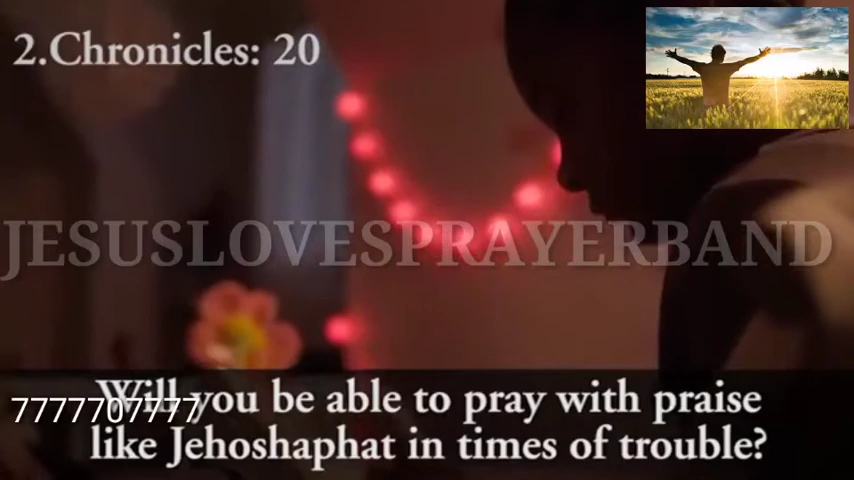 2.Chronicles: 20
JESUSLOVESPRAYERBAND
Will you be able to pray with praise
7777707777
like Jehoshaphat in times of trouble?